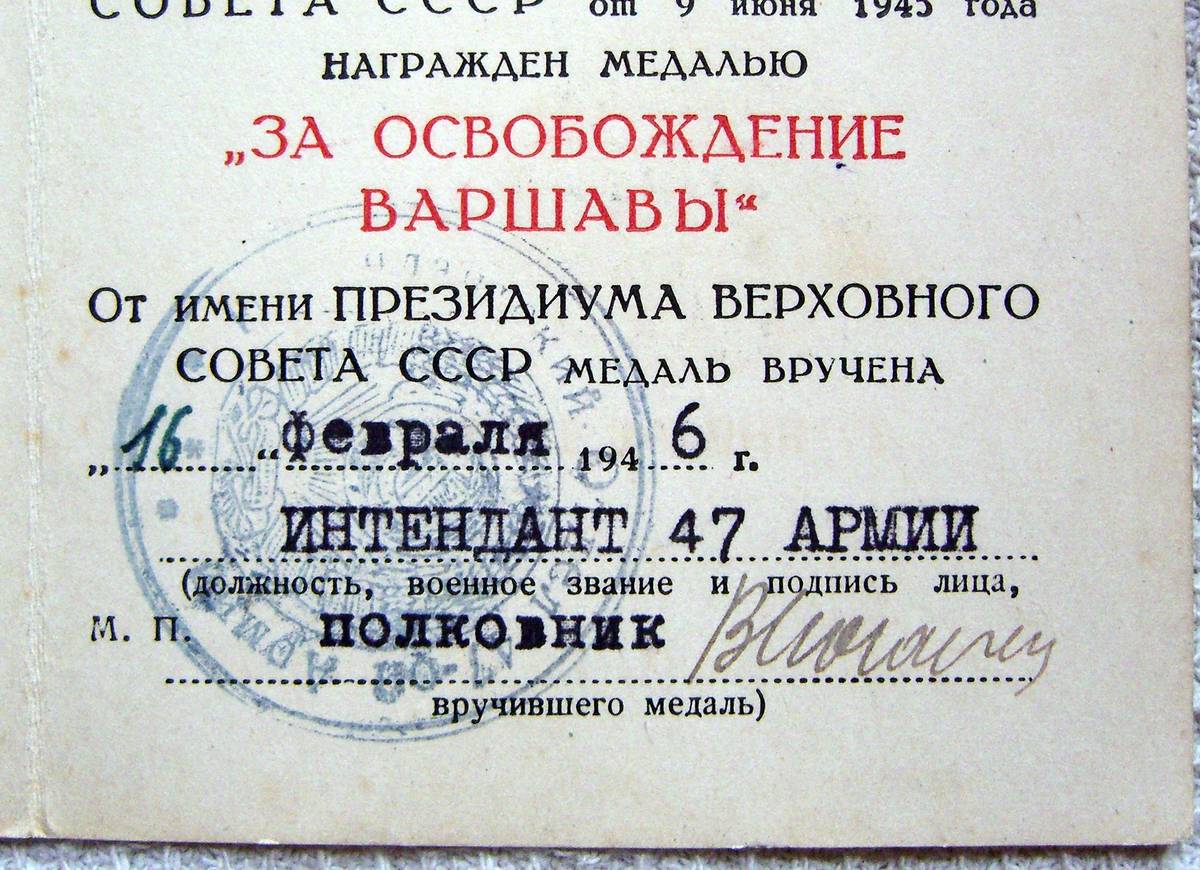 СОВЕТА СССР от 9 июня 1945 года
НАГРАЖДЕН МЕДАЛЬЮ
„ЗА ОСВОБОЖДЕНИЕ
ВАРШАВЫ“
От имени ПРЕЗИДИУМА ВЕРХОВНОГО
СОВЕТА СССР МЕДАЛЬ ВРУЧЕНА
„16“ февраля 1946 г.
ИНТЕНДАНТ 47 АРМИИ
(должность, военное звание и подпись лица,
М. П. ПОЛКОВНИК
вручившего медаль)